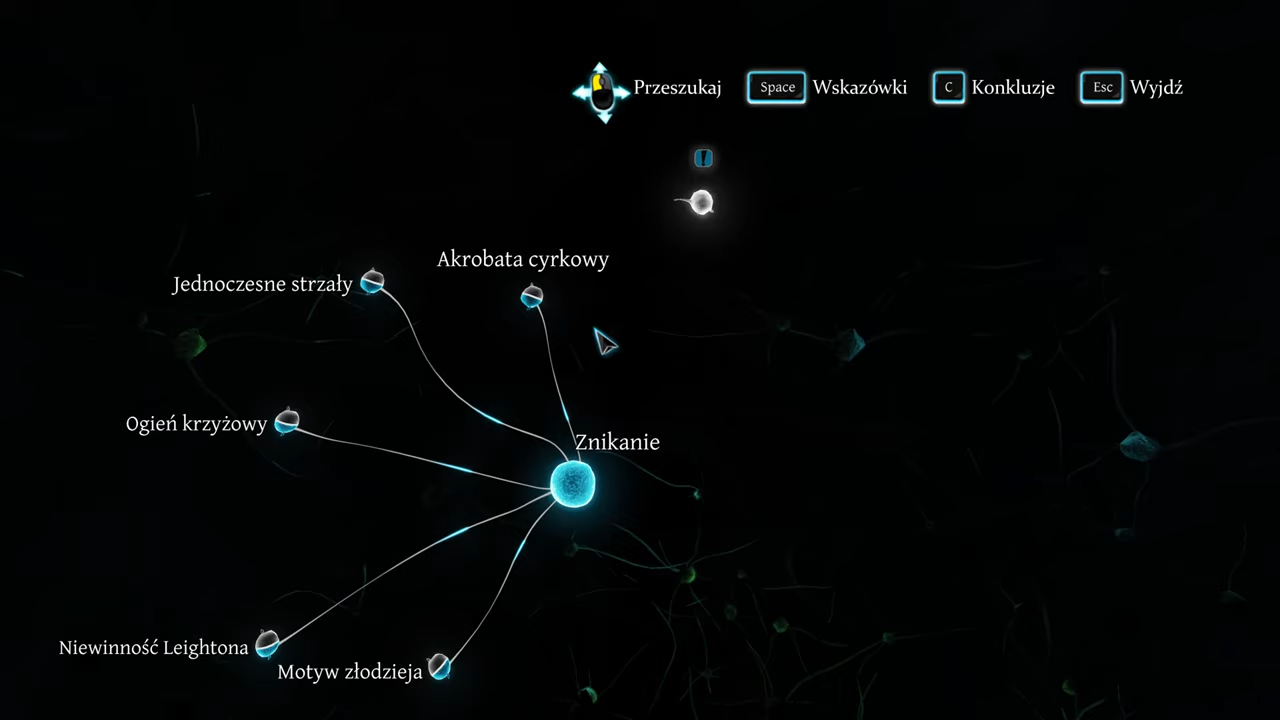 Przeszukaj
Space Wskazówki
C Konkluzje
Esc Wyjdź
!
Akrobata cyrkowy
Jednoczesne strzały
Ogień krzyżowy
Znikanie
Niewinność Leightona
Motyw złodzieja